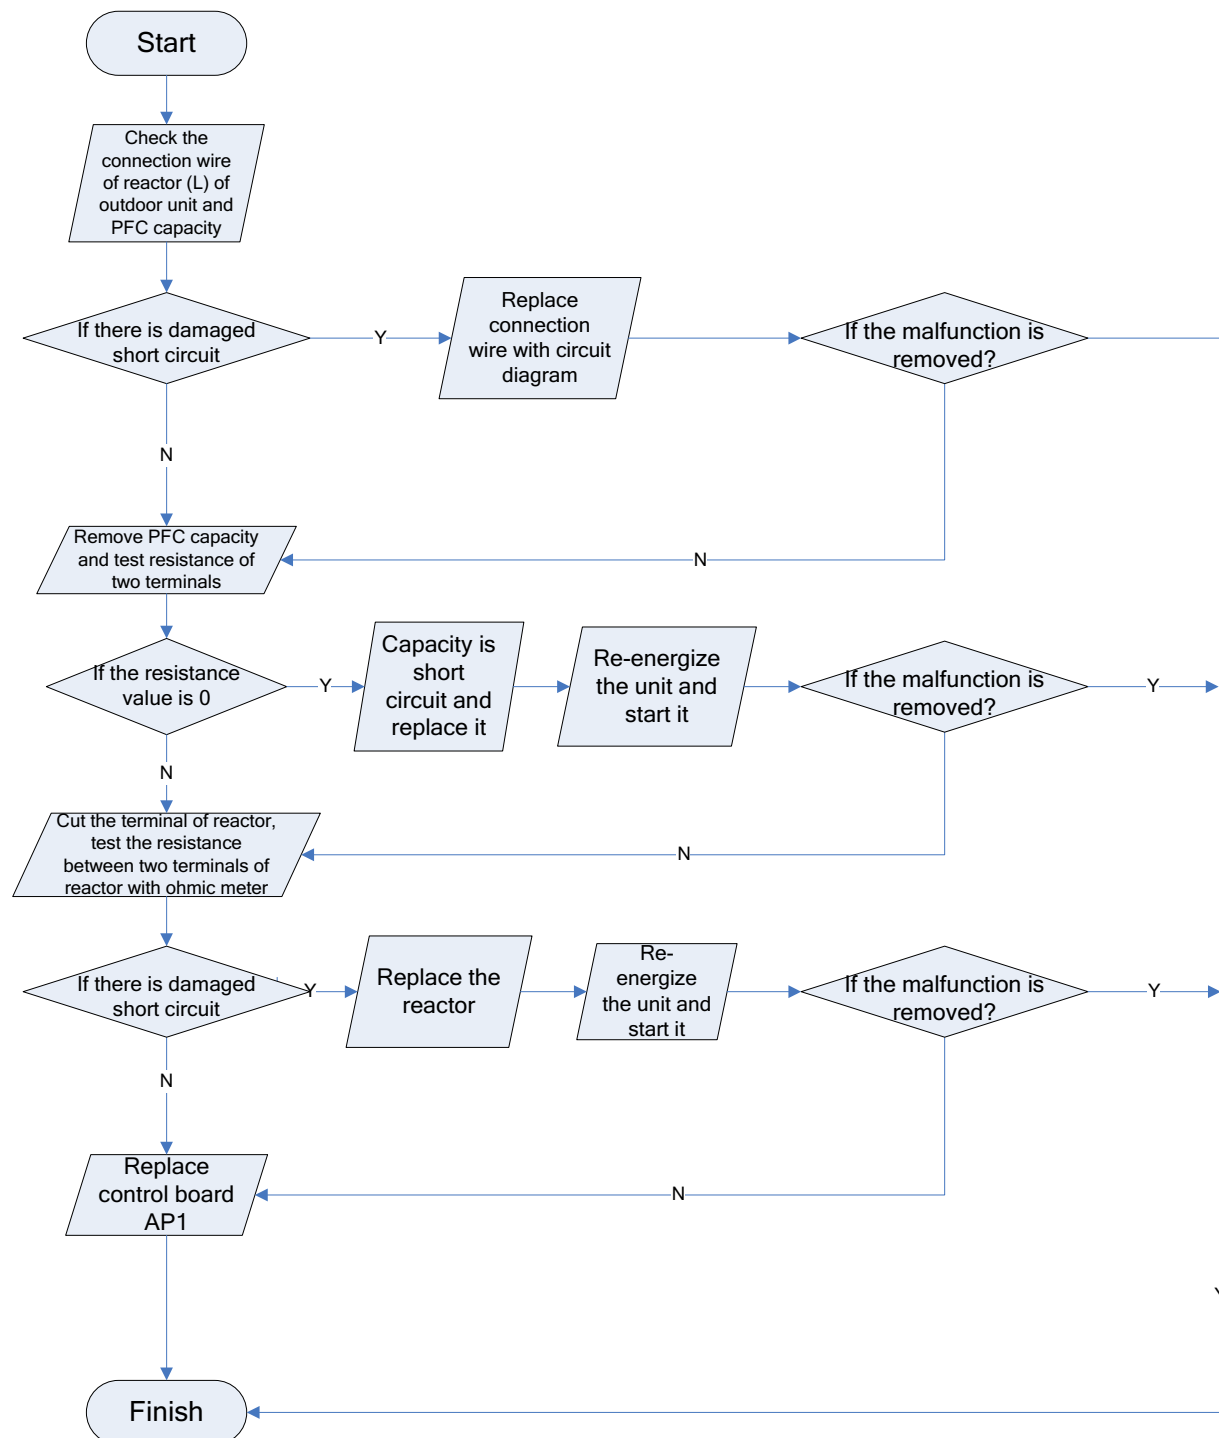 Start
Check the
connection wire
of reactor (L) of
outdoor unit and
PFC capacity
If there is damaged
short circuit
Y
Replace
connection
wire with circuit
diagram
If the malfunction is
removed?
N
Remove PFC capacity
and test resistance of
two terminals
N
If the resistance
value is 0
Y
Capacity is
short
circuit and
replace it
Re-energize
the unit and
start it
If the malfunction is
removed?
Y
N
Cut the terminal of reactor,
test the resistance
between two terminals of
reactor with ohmic meter
N
If there is damaged
short circuit
Y
Replace the
reactor
Re-
energize
the unit and
start it
If the malfunction is
removed?
Y
N
Replace
control board
AP1
N
Y
Finish